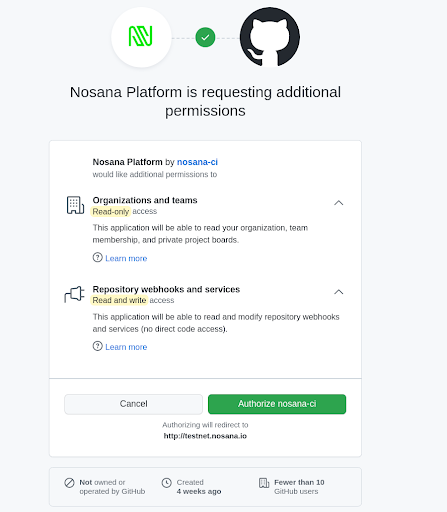 Nosana Platform is requesting additional
permissions
Nosana Platform by nosana-ci
would like additional permissions to
Organizations and teams
Read-only access
This application will be able to read your organization, team
membership, and private project boards.
Learn more
Repository webhooks and services
Read and write access
This application will be able to read and modify repository webhooks
and services (no direct code access).
Learn more
Cancel
Authorize nosana-ci
Authorizing will redirect to
http://testnet.nosana.io
Not owned or
operated by GitHub
Created
4 weeks ago
Fewer than 10
GitHub users